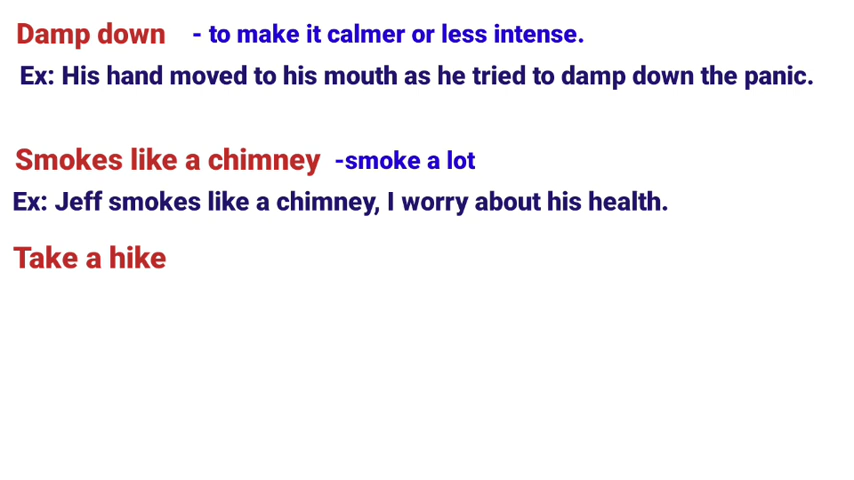 Damp down - to make it calmer or less intense.
Ex: His hand moved to his mouth as he tried to damp down the panic.
Smokes like a chimney -smoke a lot
Ex: Jeff smokes like a chimney, I worry about his health.
Take a hike